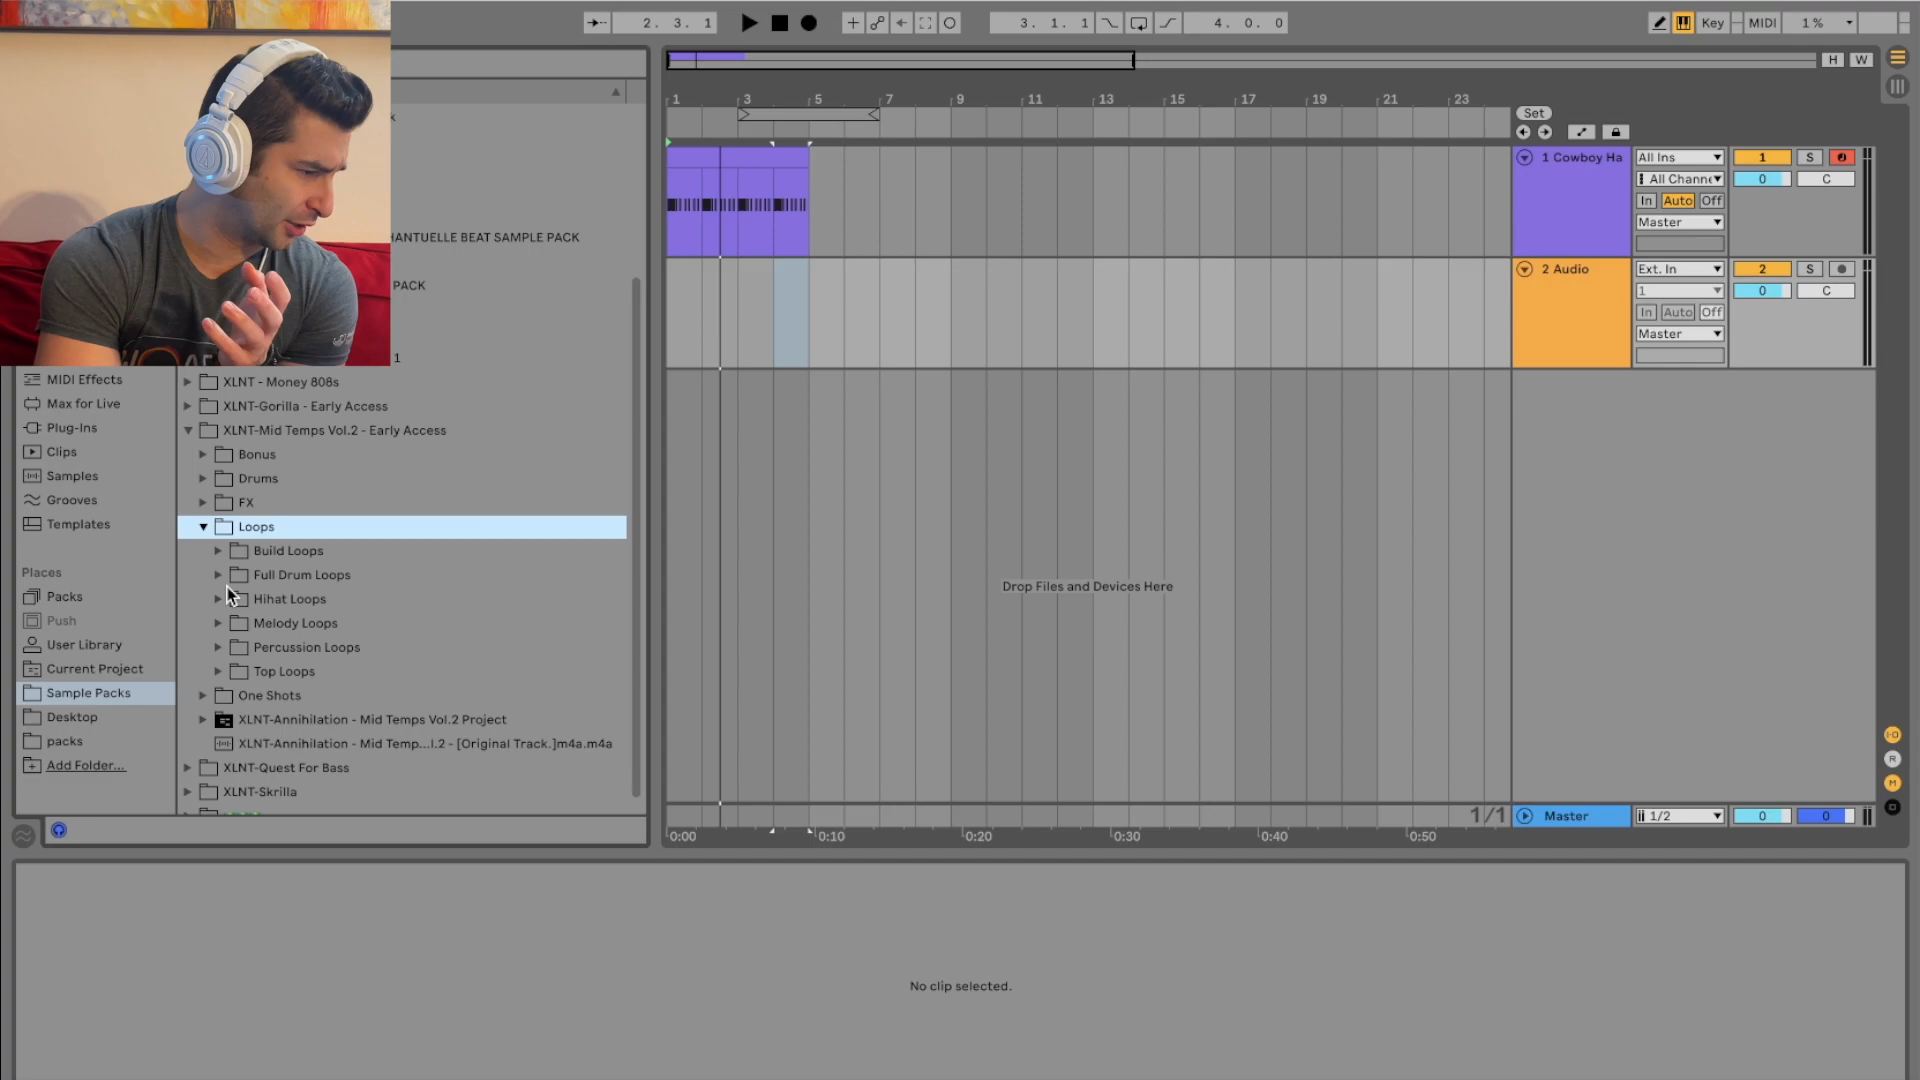 2. 3. 1
3. 1. 1
4. 0. 0
Key
MIDI
1 %
H
W
1 3 5 7 9 11 13 15 17 19 21 23
Set
HANTUELLE BEAT SAMPLE PACK
PACK
1
MIDI Effects
Max for Live
Plug-Ins
Clips
Samples
Grooves
Templates
Places
Packs
Push
User Library
Current Project
Sample Packs
Desktop
packs
Add Folder...
XLNT - Money 808s
XLNT-Gorilla - Early Access
XLNT-Mid Temps Vol.2 - Early Access
Bonus
Drums
FX
Loops
Build Loops
Full Drum Loops
Hihat Loops
Melody Loops
Percussion Loops
Top Loops
One Shots
XLNT-Annihilation - Mid Temps Vol.2 Project
XLNT-Annihilation - Mid Temp...l.2 - [Original Track.]m4a.m4a
XLNT-Quest For Bass
XLNT-Skrilla
Drop Files and Devices Here
1 Cowboy Ha
All Ins
1
S
All Channe
0
C
In Auto Off
Master
2 Audio
Ext. In
2
S
1
0
C
In Auto Off
Master
1/1
Master
1/2
0
0
0:00 0:10 0:20 0:30 0:40 0:50
I·O
R
M
D
No clip selected.